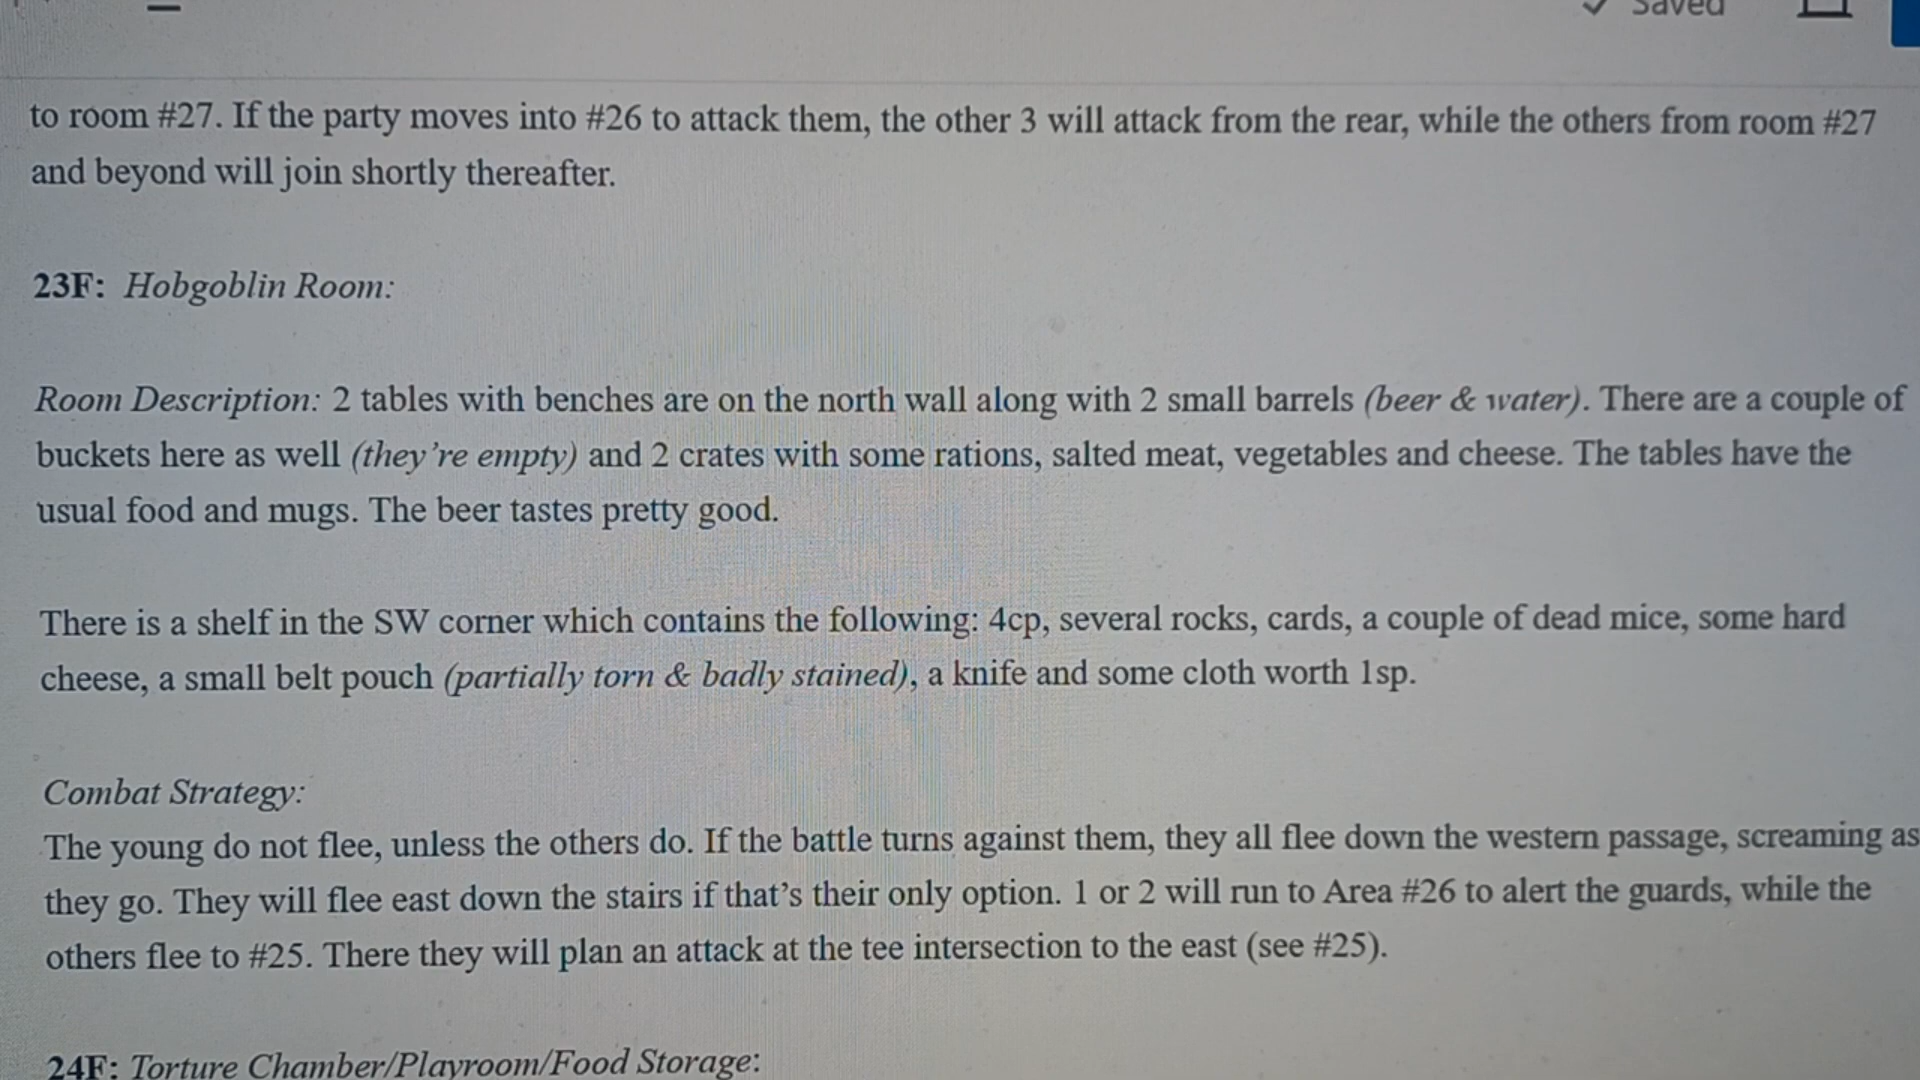 Saved
to room #27. If the party moves into #26 to attack them, the other 3 will attack from the rear, while the others from room #27
and beyond will join shortly thereafter.
23F: Hobgoblin Room:
Room Description: 2 tables with benches are on the north wall along with 2 small barrels (beer & water). There are a couple of
buckets here as well (they're empty) and 2 crates with some rations, salted meat, vegetables and cheese. The tables have the
usual food and mugs. The beer tastes pretty good.
There is a shelf in the SW corner which contains the following: 4cp, several rocks, cards, a couple of dead mice, some hard
cheese, a small belt pouch (partially torn & badly stained), a knife and some cloth worth 1sp.
Combat Strategy:
The young do not flee, unless the others do. If the battle turns against them, they all flee down the western passage, screaming as
they go. They will flee east down the stairs if that's their only option. 1 or 2 will run to Area #26 to alert the guards, while the
others flee to #25. There they will plan an attack at the tee intersection to the east (see #25).
24F: Torture Chamber/Playroom/Food Storage: